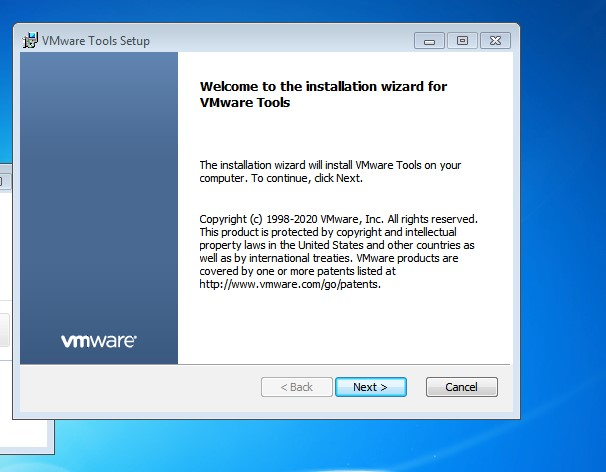 VMware Tools Setup
Welcome to the installation wizard for
VMware Tools
The installation wizard will install VMware Tools on your
computer. To continue, click Next.
Copyright (c) 1998-2020 VMware, Inc. All rights reserved.
This product is protected by copyright and intellectual
property laws in the United States and other countries as
well as by international treaties. VMware products are
covered by one or more patents listed at
http://www.vmware.com/go/patents.
vmware®
< Back
Next >
Cancel